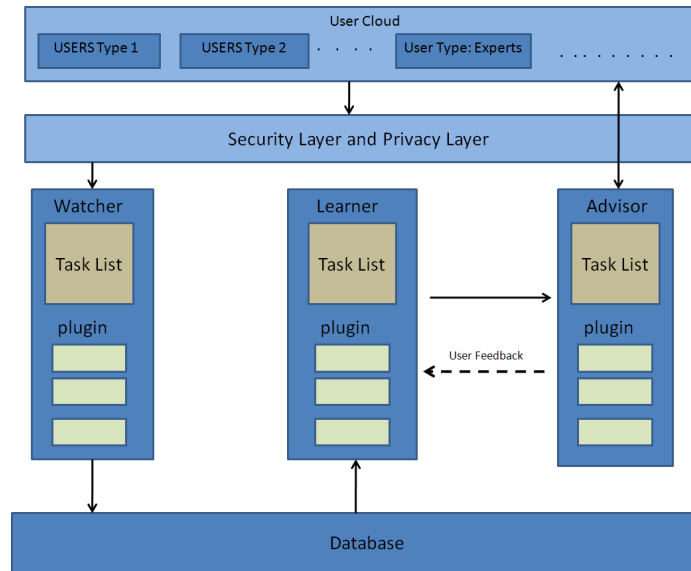 User Cloud
USERS Type 1
USERS Type 2
. . . .
User Type: Experts
. . . . . . . . .
Security Layer and Privacy Layer
Watcher
Learner
Advisor
Task List
Task List
Task List
plugin
plugin
plugin
User Feedback
Database